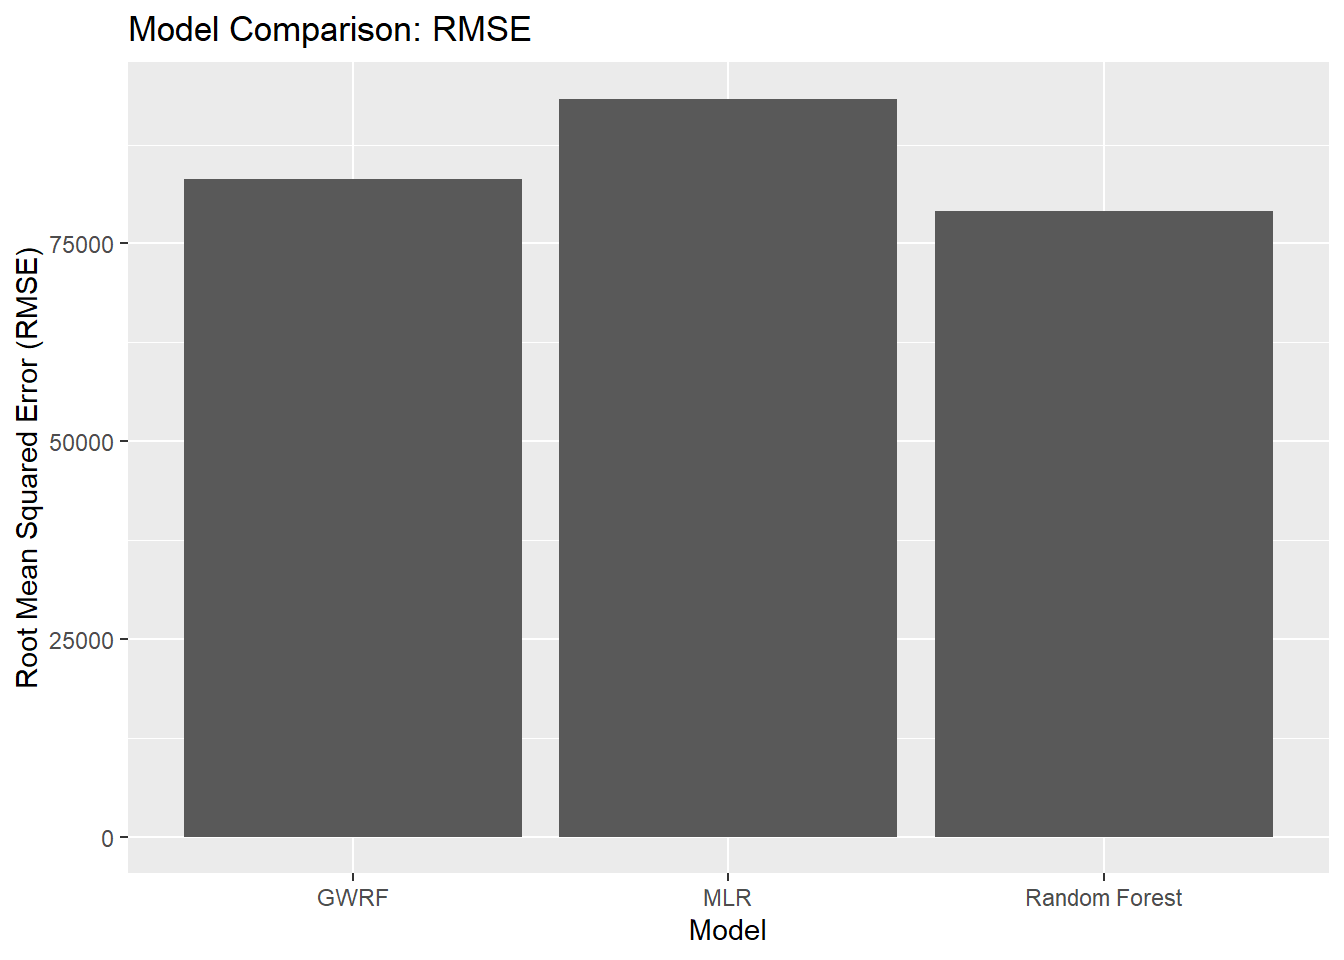 Model Comparison: RMSE
Root Mean Squared Error (RMSE)
75000
50000
25000
0
GWRF
MLR
Random Forest
Model